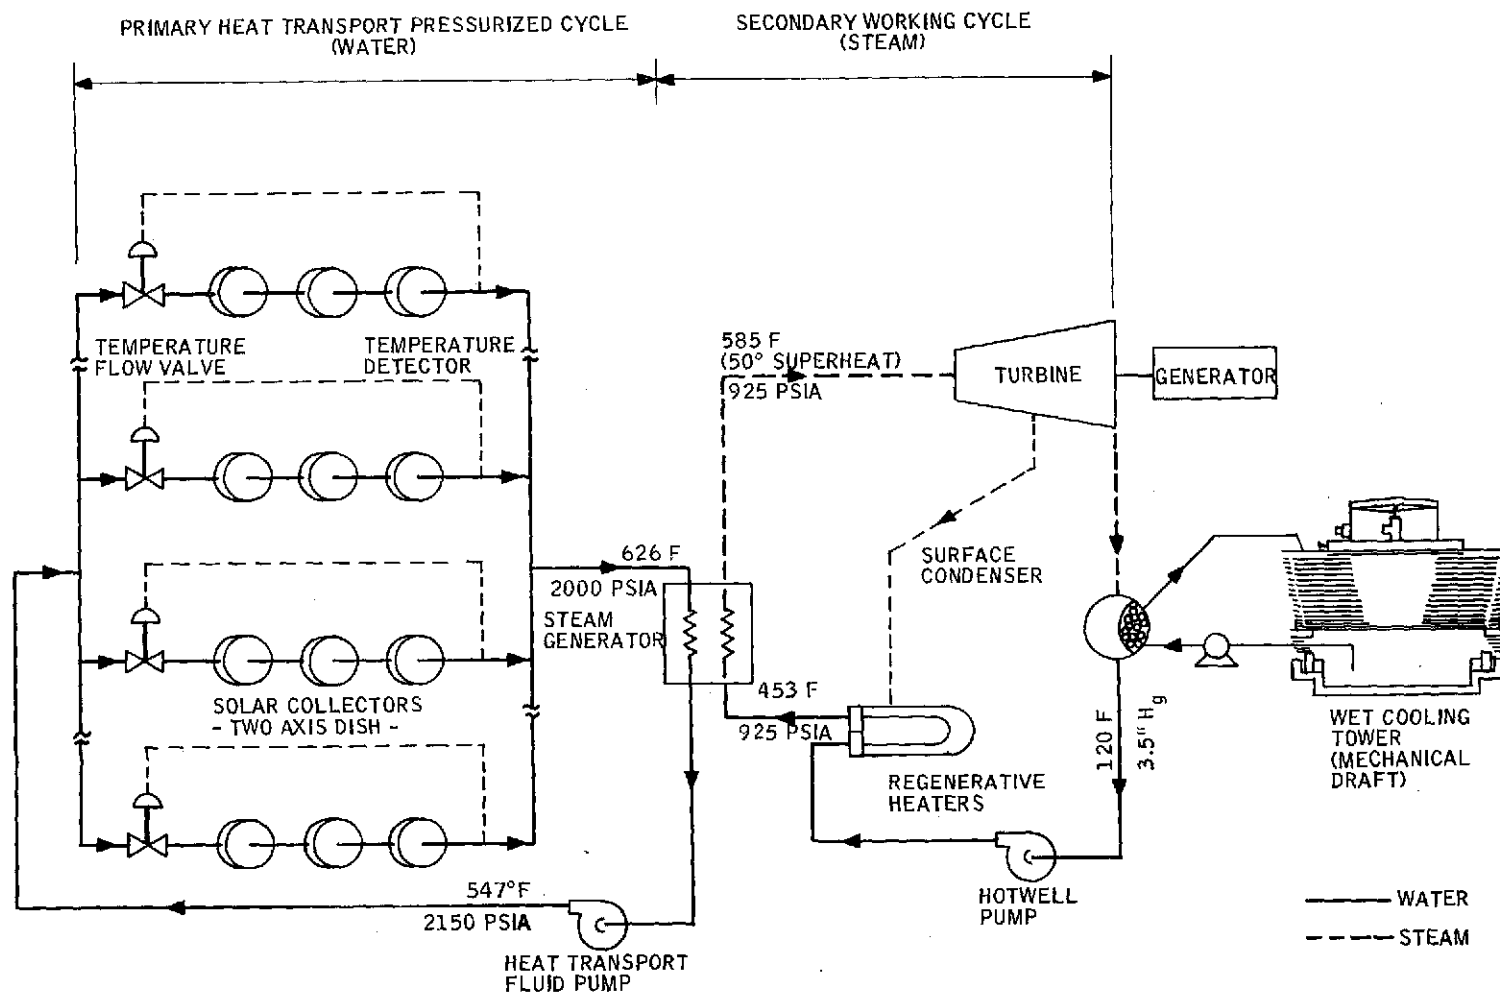 PRIMARY HEAT TRANSPORT PRESSURIZED CYCLE
(WATER)
SECONDARY WORKING CYCLE
(STEAM)
TEMPERATURE
FLOW VALVE
TEMPERATURE
DETECTOR
585 F
(50° SUPERHEAT)
925 PSIA
TURBINE
GENERATOR
626 F
2000 PSIA
STEAM
GENERATOR
SURFACE
CONDENSER
SOLAR COLLECTORS
- TWO AXIS DISH -
453 F
925 PSIA
REGENERATIVE
HEATERS
120 F
3.5" Hg
WET COOLING
TOWER
(MECHANICAL
DRAFT)
547°F
2150 PSIA
HEAT TRANSPORT
FLUID PUMP
HOTWELL
PUMP
WATER
STEAM